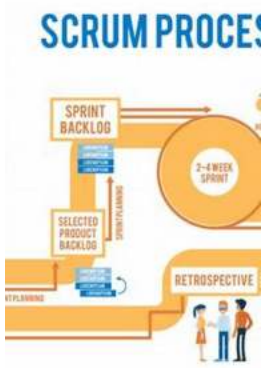 SCRUM PROCES
SPRINT
BACKLOG
2-4 WEEK
SPRINT
SPRINT PLANNING
SELECTED
PRODUCT
BACKLOG
NT PLANNING
RETROSPECTIVE